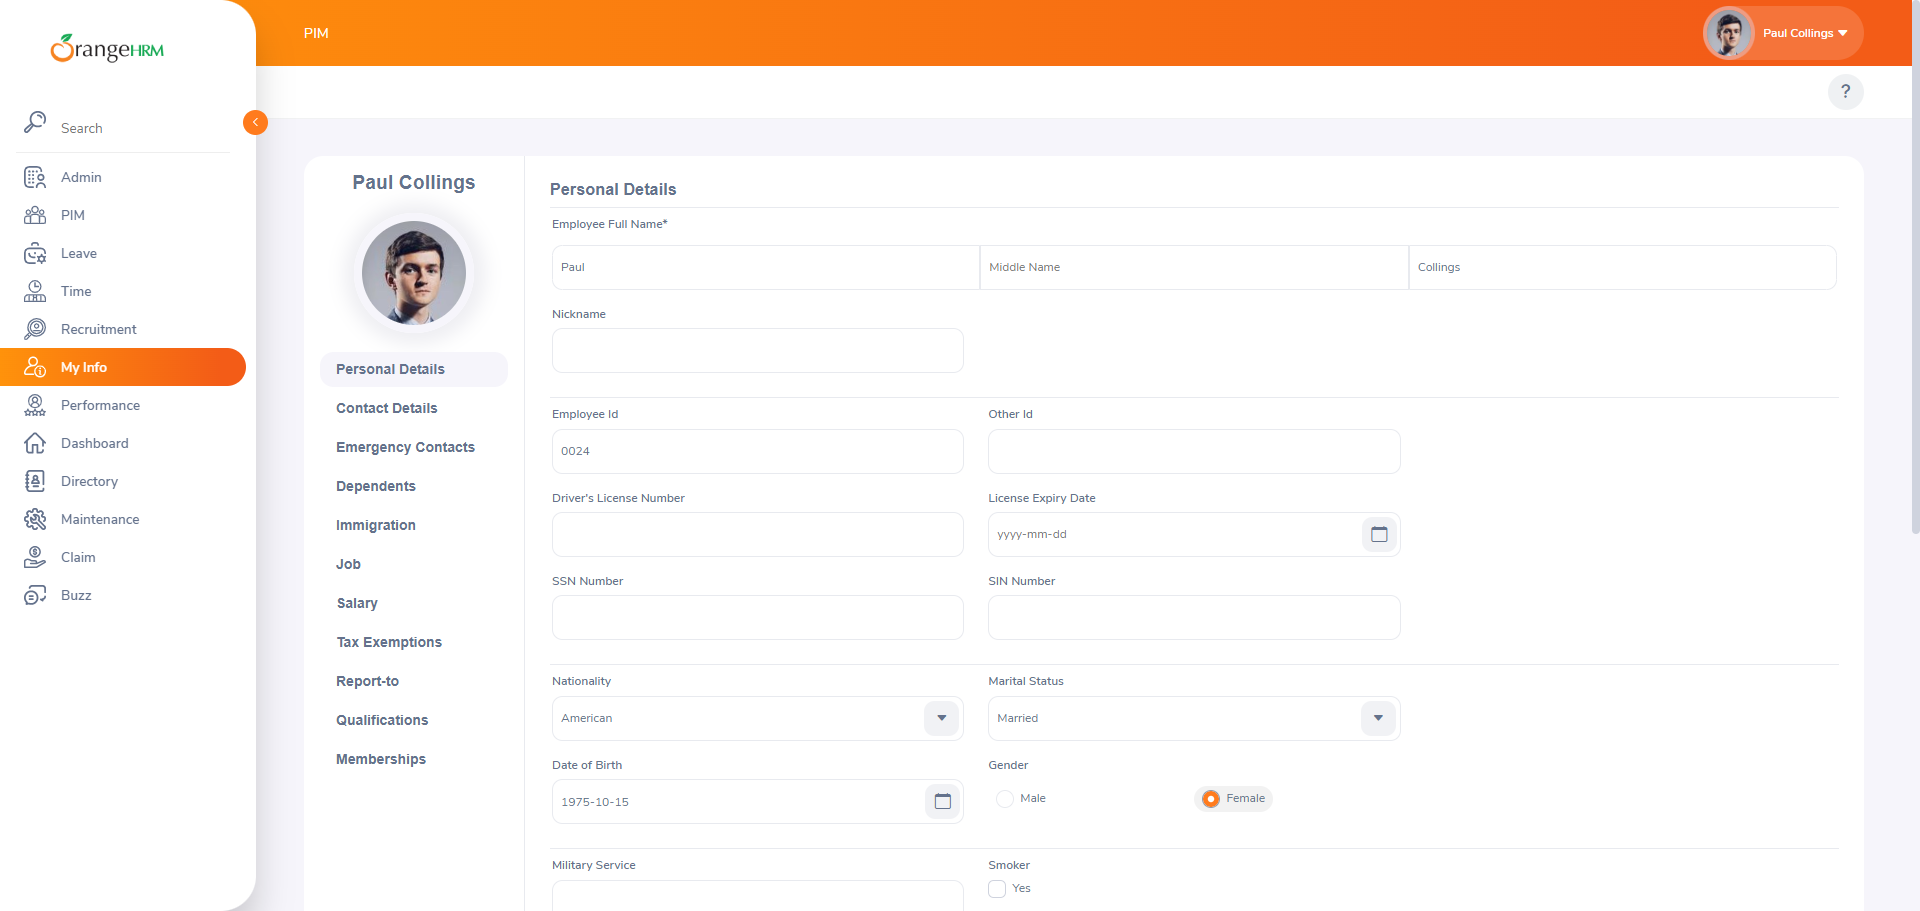 OrangeHRM
PIM
Paul Collings
?
Search
Admin
PIM
Leave
Time
Recruitment
My Info
Performance
Dashboard
Directory
Maintenance
Claim
Buzz
Paul Collings
Personal Details
Contact Details
Emergency Contacts
Dependents
Immigration
Job
Salary
Tax Exemptions
Report-to
Qualifications
Memberships
Personal Details
Employee Full Name*
Paul Middle Name Collings
Nickname
Employee Id Other Id
0024
Driver's License Number License Expiry Date
yyyy-mm-dd
SSN Number SIN Number
Nationality Marital Status
American Married
Date of Birth Gender
1975-10-15 Male Female
Military Service Smoker
Yes